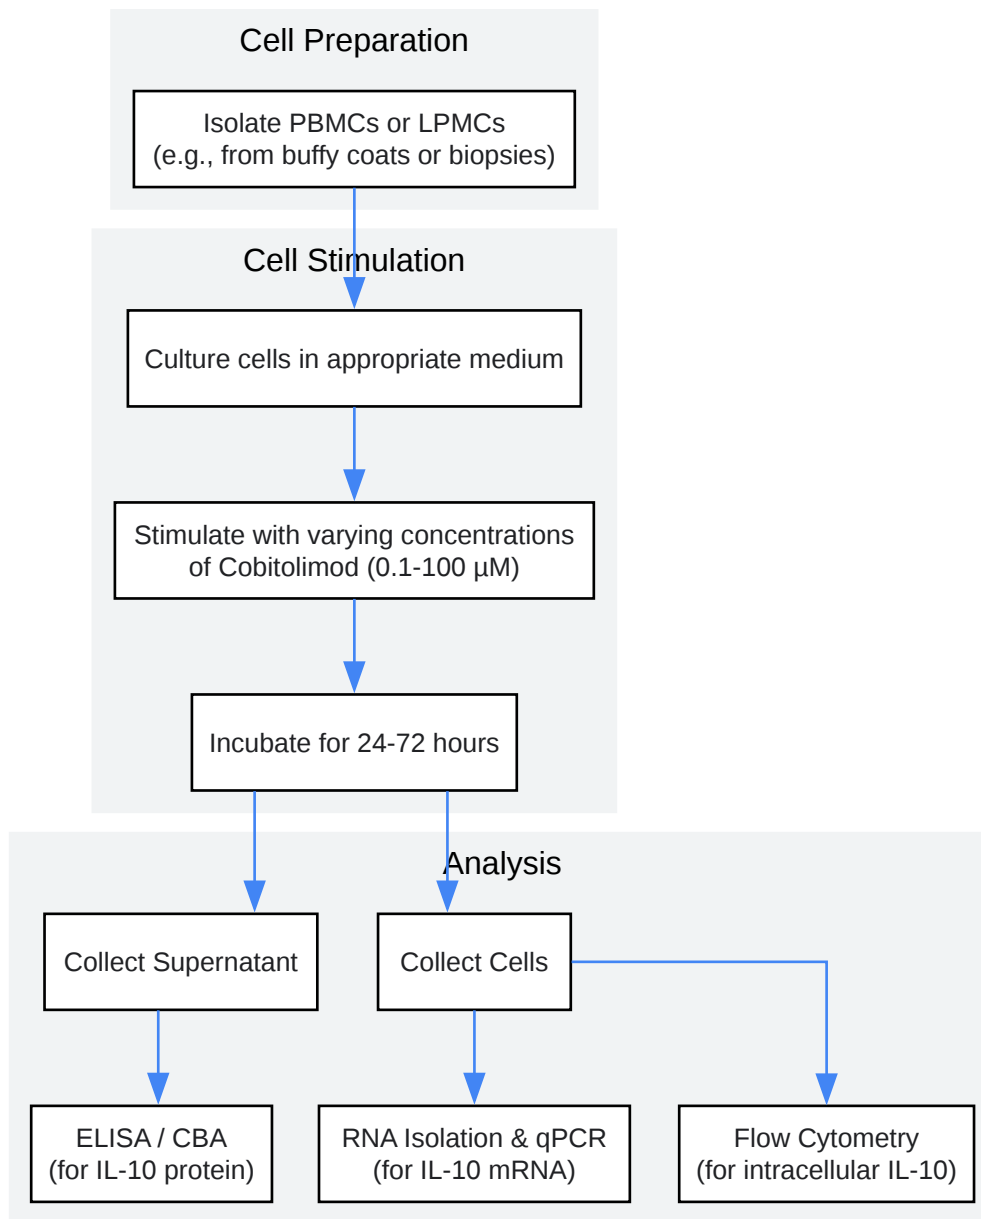 Cell Preparation
Isolate PBMCs or LPMCs
(e.g., from buffy coats or biopsies)
Cell Stimulation
Culture cells in appropriate medium
Stimulate with varying concentrations
of Cobitolimod (0.1-100 µM)
Incubate for 24-72 hours
Analysis
Collect Supernatant
Collect Cells
ELISA / CBA
(for IL-10 protein)
RNA Isolation & qPCR
(for IL-10 mRNA)
Flow Cytometry
(for intracellular IL-10)